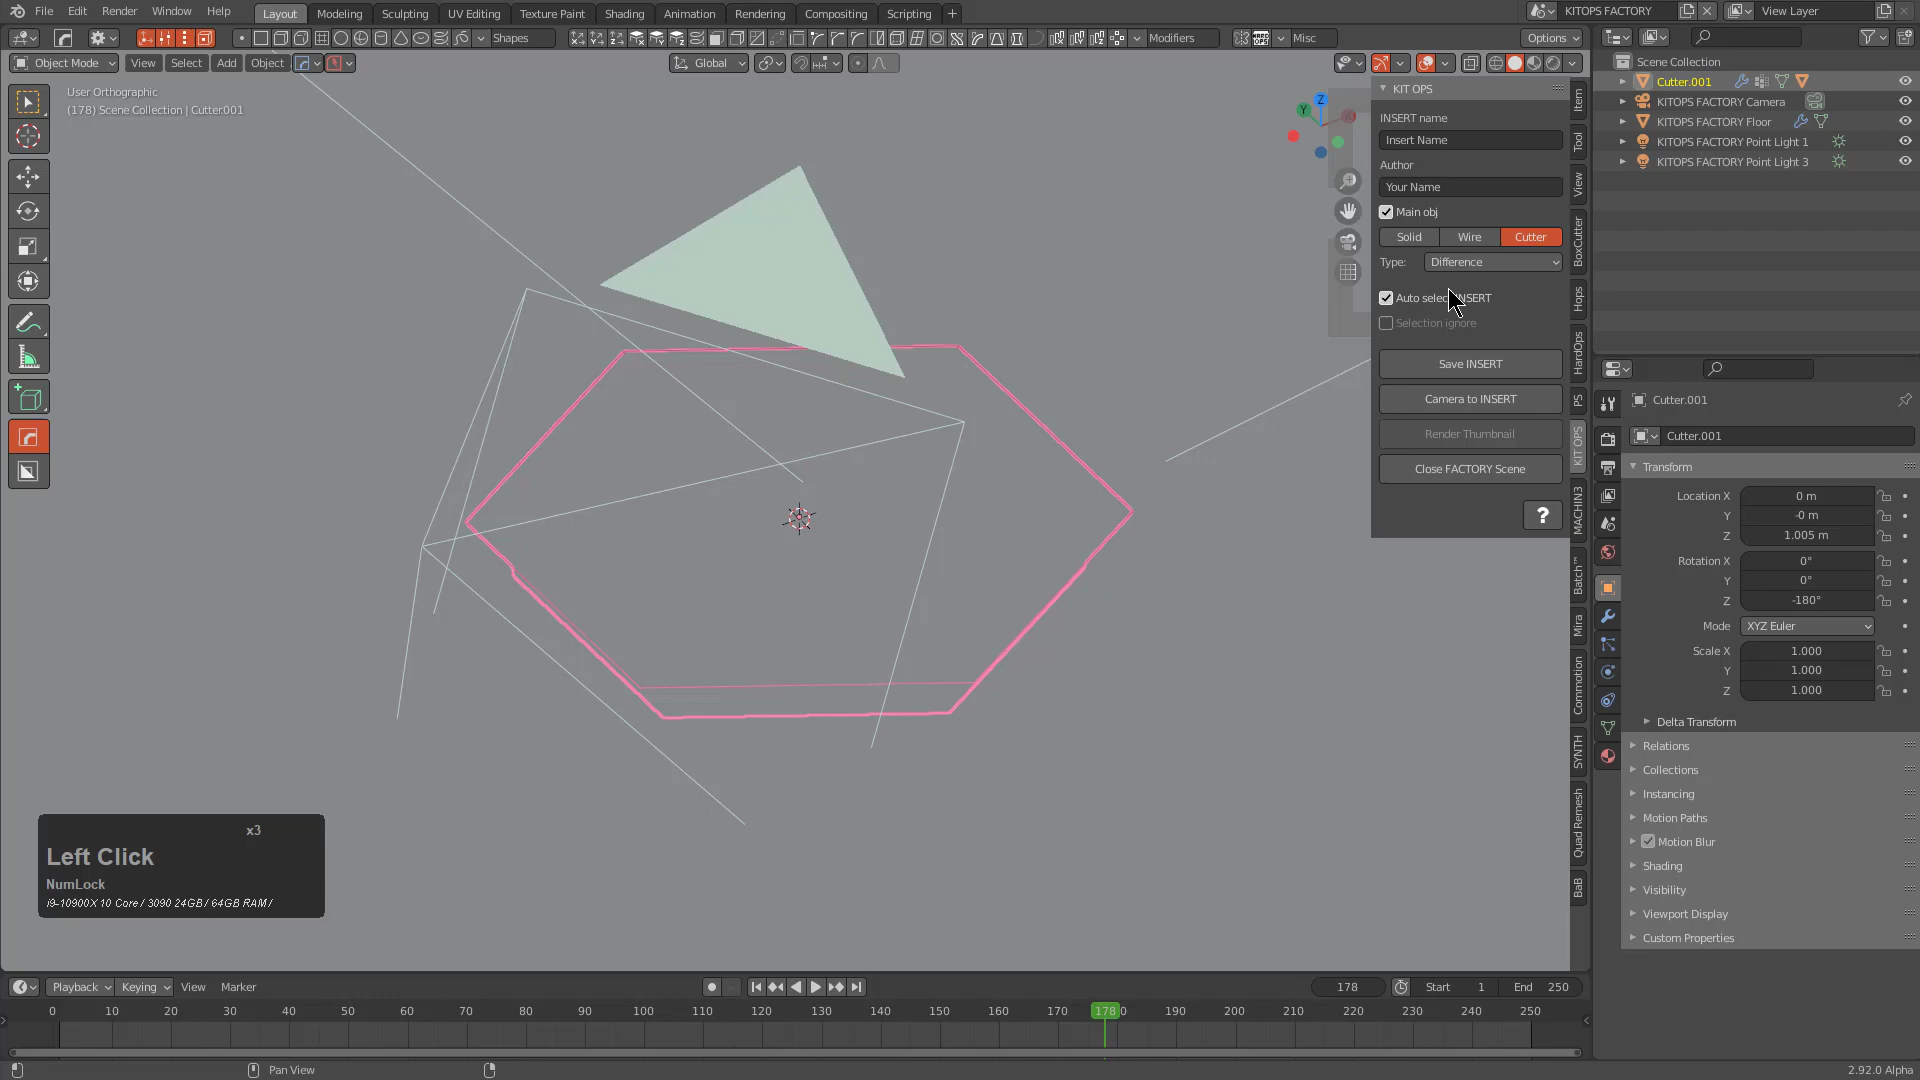 File Edit Render Window Help Layout Modeling Sculpting UV Editing Texture Paint Shading Animation Rendering Compositing Scripting + KITOPS FACTORY View Layer
Shapes Modifiers Misc Options
Object Mode View Select Add Object Global
User Orthographic
(178) Scene Collection | Cutter.001
Z
Y
KIT OPS
INSERT name
Insert Name
Author
Your Name
Main obj
Solid Wire Cutter
Type: Difference
Auto select INSERT
Selection ignore
Save INSERT
Camera to INSERT
Render Thumbnail
Close FACTORY Scene
?
Item
Tool
View
BoxCutter
Hops
HardOps
PS
KIT OPS
MACHIN3
Batch™
Mira
Commotion
SYNTH
Quad Remesh
BaB
Scene Collection
Cutter.001
KITOPS FACTORY Camera
KITOPS FACTORY Floor
KITOPS FACTORY Point Light 1
KITOPS FACTORY Point Light 3
Cutter.001
Cutter.001
Transform
Location X 0 m
Y -0 m
Z 1.005 m
Rotation X 0°
Y 0°
Z -180°
Mode XYZ Euler
Scale X 1.000
Y 1.000
Z 1.000
Delta Transform
Relations
Collections
Instancing
Motion Paths
Motion Blur
Shading
Visibility
Viewport Display
Custom Properties
x3
Left Click
NumLock
i9-10900X 10 Core / 3090 24GB / 64GB RAM /
Playback Keying View Marker 178 Start 1 End 250
0 10 20 30 40 50 60 70 80 90 100 110 120 130 140 150 160 170 178 0 190 200 210 220 230 240 250
Pan View 2.92.0 Alpha